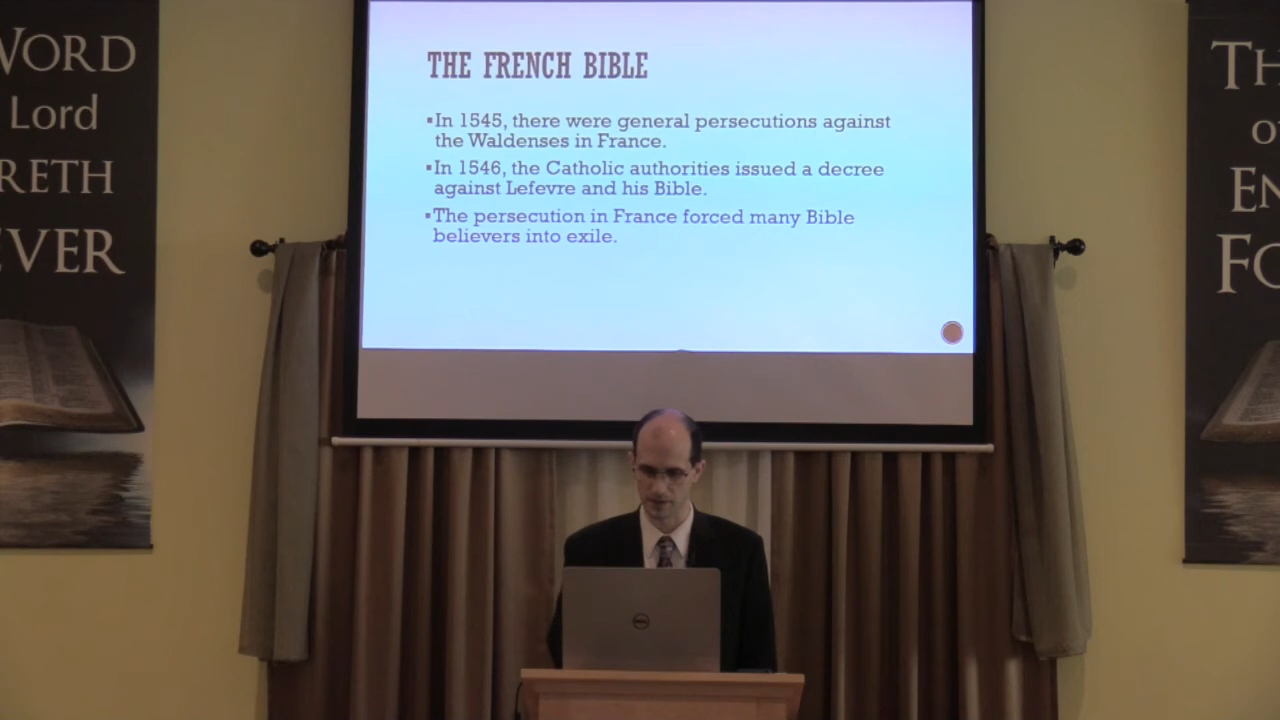 THE FRENCH BIBLE
▪In 1545, there were general persecutions against
the Waldenses in France.
▪In 1546, the Catholic authorities issued a decree
against Lefevre and his Bible.
▪The persecution in France forced many Bible
believers into exile.
WORD
Lord
RETH
EVER
TH
O
EN
FO
DELL